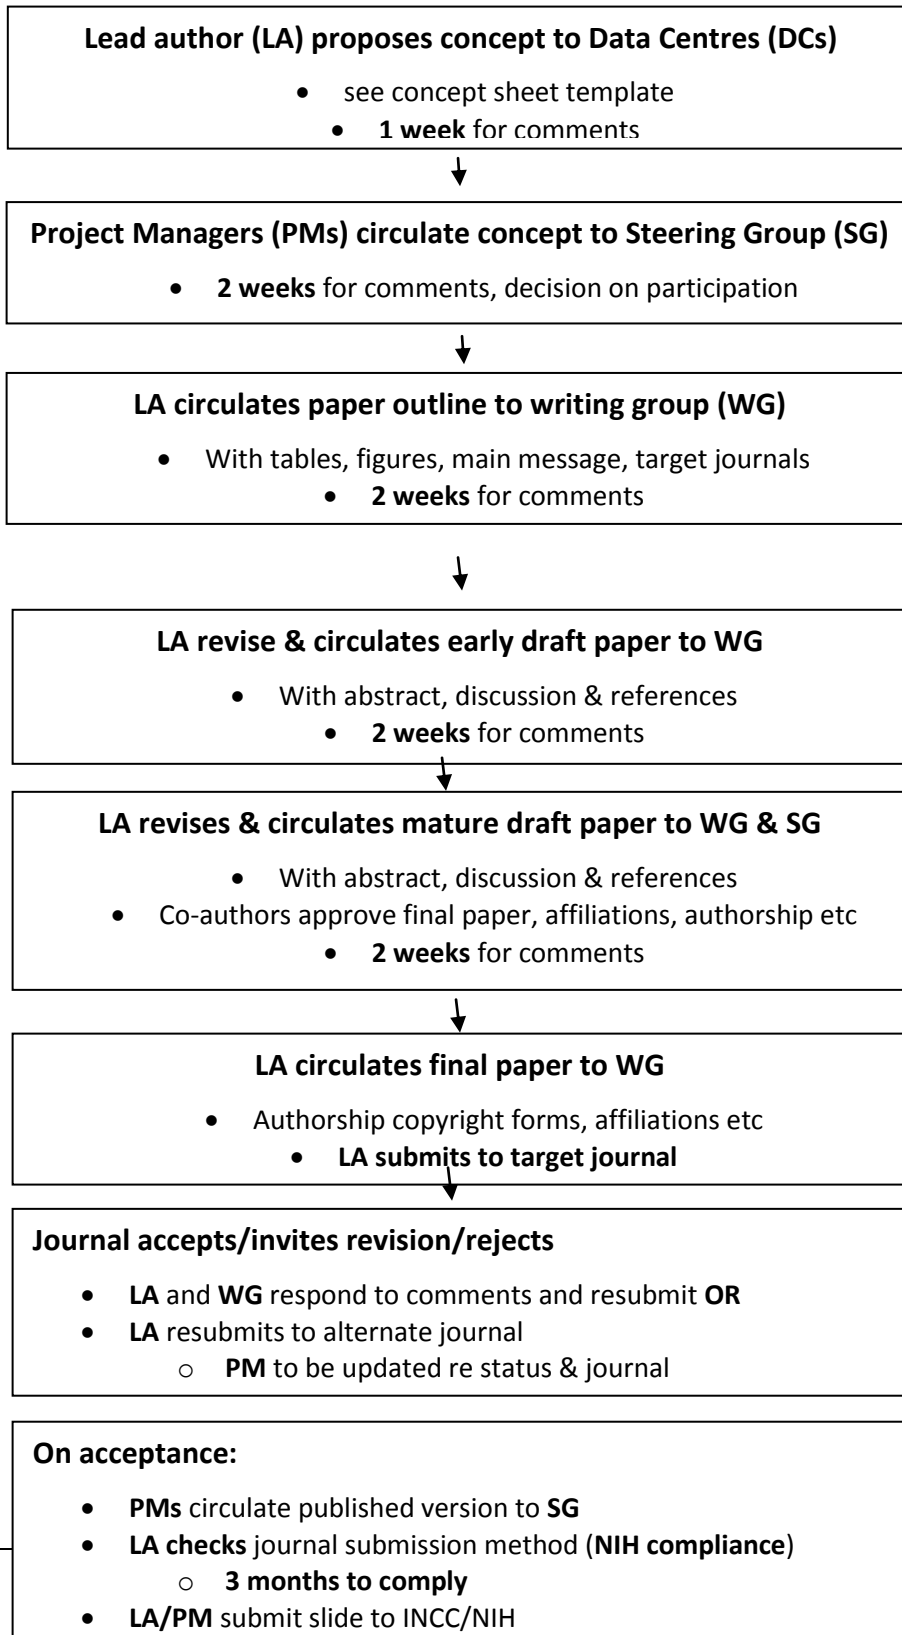 Lead author (LA) proposes concept to Data Centres (DCs)
• see concept sheet template
• 1 week for comments
Project Managers (PMs) circulate concept to Steering Group (SG)
• 2 weeks for comments, decision on participation
LA circulates paper outline to writing group (WG)
• With tables, figures, main message, target journals
• 2 weeks for comments
LA revise & circulates early draft paper to WG
• With abstract, discussion & references
• 2 weeks for comments
LA revises & circulates mature draft paper to WG & SG
• With abstract, discussion & references
• Co-authors approve final paper, affiliations, authorship etc
• 2 weeks for comments
LA circulates final paper to WG
• Authorship copyright forms, affiliations etc
• LA submits to target journal
Journal accepts/invites revision/rejects
• LA and WG respond to comments and resubmit OR
• LA resubmits to alternate journal
o PM to be updated re status & journal
On acceptance:
• PMs circulate published version to SG
• LA checks journal submission method (NIH compliance)
o 3 months to comply
• LA/PM submit slide to INCC/NIH